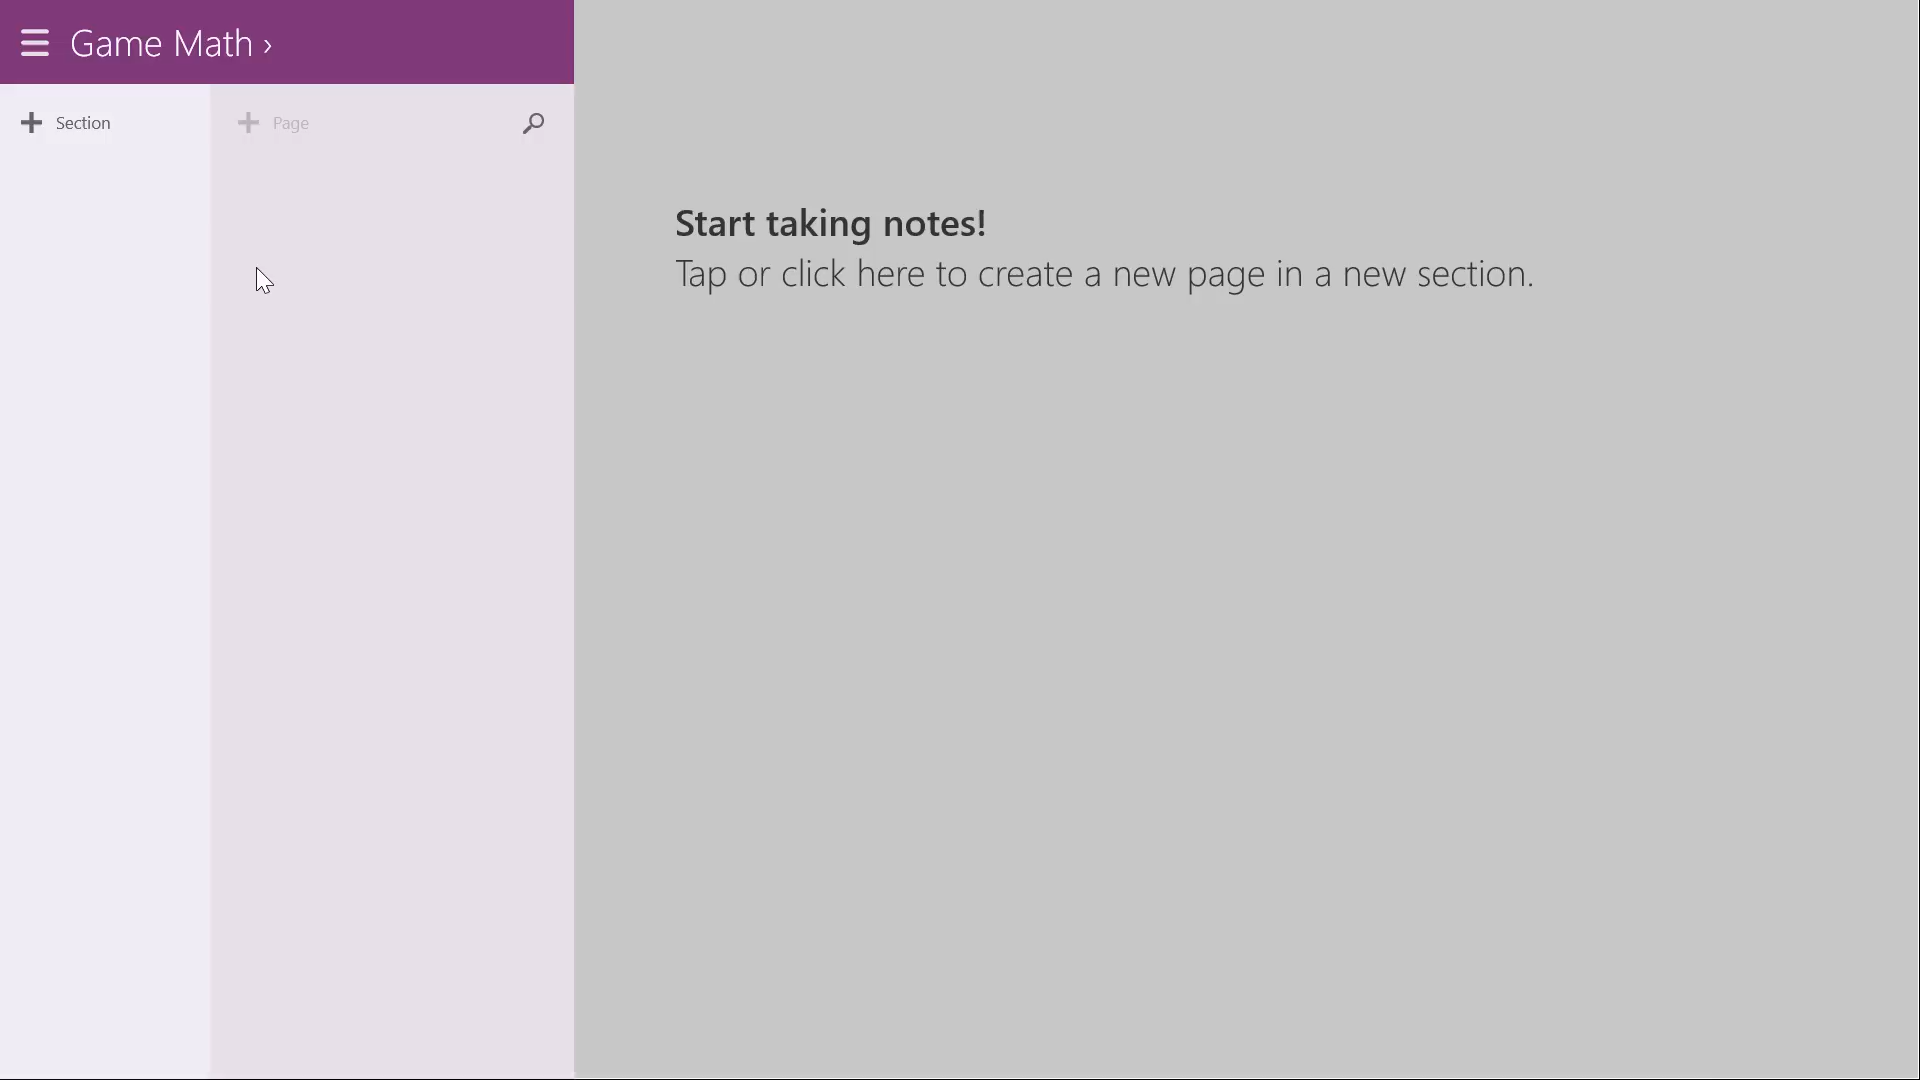 Game Math ›
Section
Page
Start taking notes!
Tap or click here to create a new page in a new section.